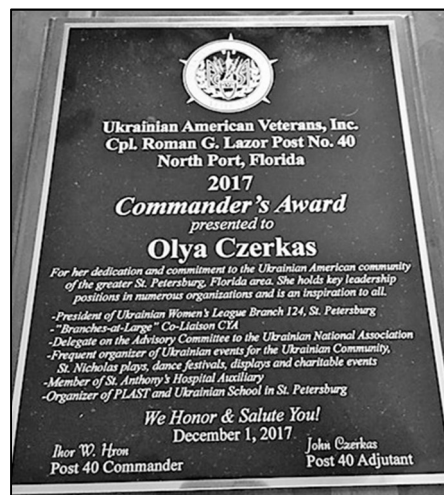 Ukrainian American Veterans, Inc.
Cpl. Roman G. Lazor Post No. 40
North Port, Florida
2017
Commander's Award
presented to
Olya Czerkas
For her dedication and commitment to the Ukrainian American community
of the greater St. Petersburg, Florida area. She holds key leadership
positions in numerous organizations and is an inspiration to all.
-President of Ukrainian Women's League Branch 124, St. Petersburg
-"Branches-at-Large" Co-Liaison CYA
-Delegate on the Advisory Committee to the Ukrainian National Association
-Frequent organizer of Ukrainian events for the Ukrainian Community,
St. Nicholas plays, dance festivals, displays and charitable events
-Member of St. Anthony's Hospital Auxiliary
-Organizer of PLAST and Ukrainian School in St. Petersburg
We Honor & Salute You!
December 1, 2017
Ihor W. Hron
Post 40 Commander
John Czerkas
Post 40 Adjutant